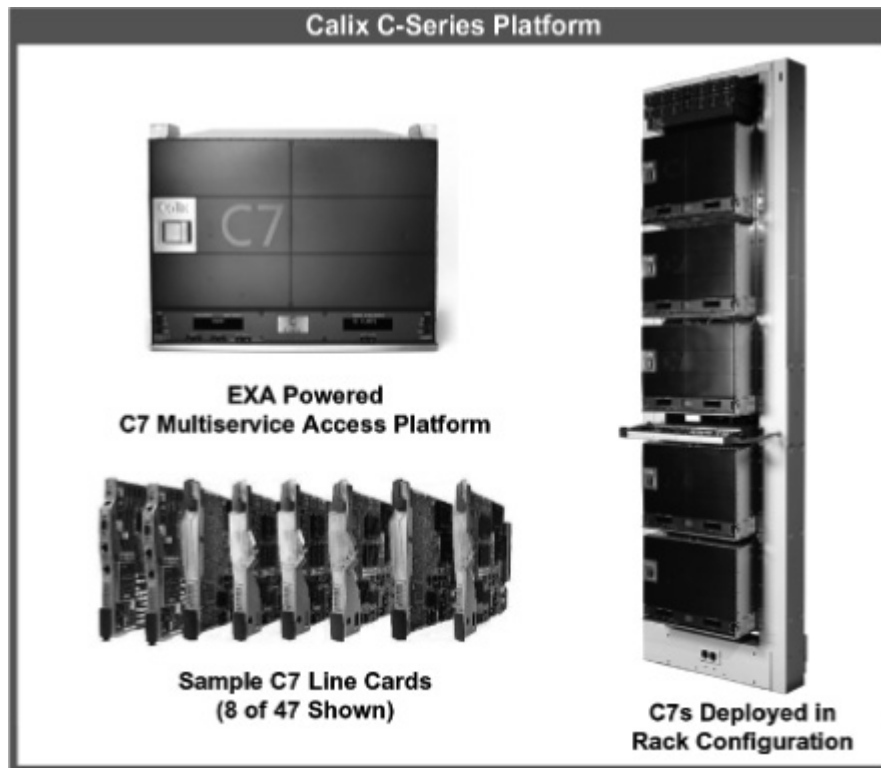 Calix C-Series Platform
Calix
C7
EXA Powered
C7 Multiservice Access Platform
Sample C7 Line Cards
(8 of 47 Shown)
C7s Deployed in
Rack Configuration